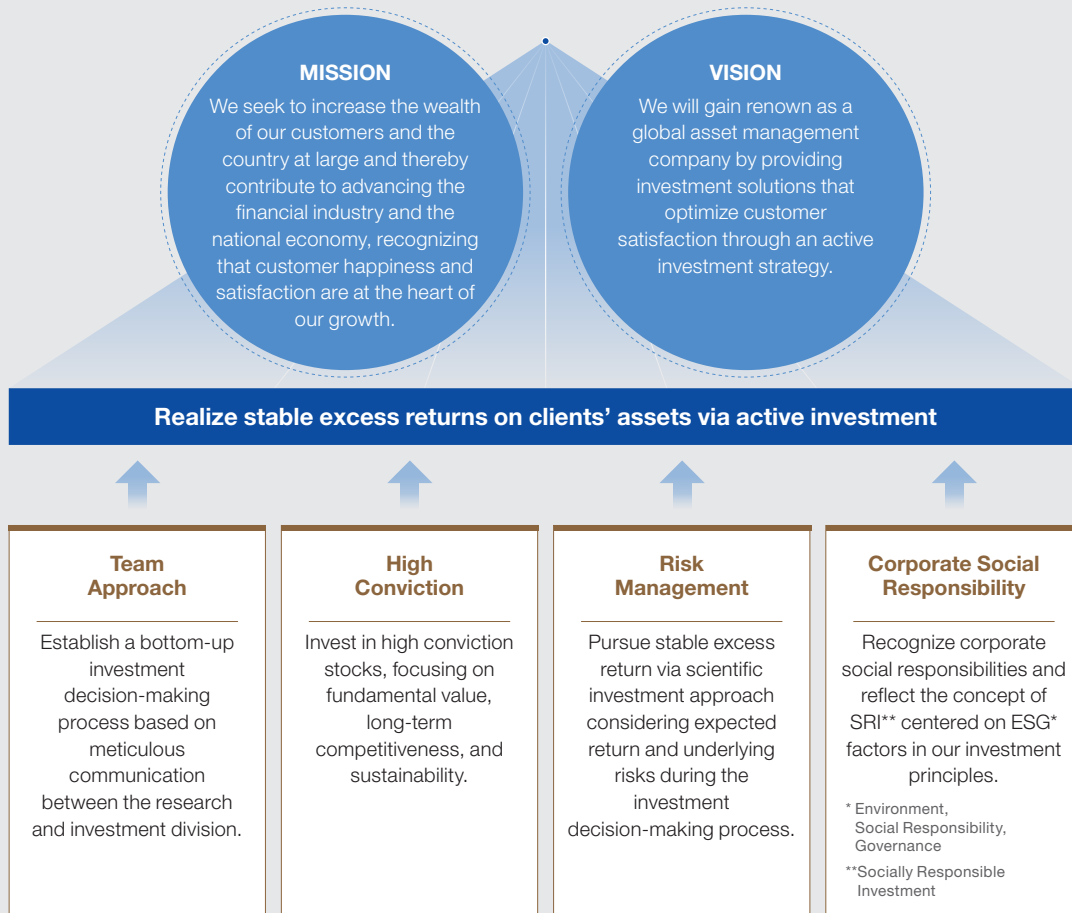 MISSION
We seek to increase the wealth
of our customers and the
country at large and thereby
contribute to advancing the
financial industry and the
national economy, recognizing
that customer happiness and
satisfaction are at the heart of
our growth.
VISION
We will gain renown as a
global asset management
company by providing
investment solutions that
optimize customer
satisfaction through an active
investment strategy.
Realize stable excess returns on clients’ assets via active investment
Team
Approach
Establish a bottom-up
investment
decision-making
process based on
meticulous
communication
between the research
and investment division.
High
Conviction
Invest in high conviction
stocks, focusing on
fundamental value,
long-term
competitiveness, and
sustainability.
Risk
Management
Pursue stable excess
return via scientific
investment approach
considering expected
return and underlying
risks during the
investment
decision-making process.
Corporate Social
Responsibility
Recognize corporate
social responsibilities and
reflect the concept of
SRI** centered on ESG*
factors in our investment
principles.
* Environment,
Social Responsibility,
Governance
**Socially Responsible
Investment